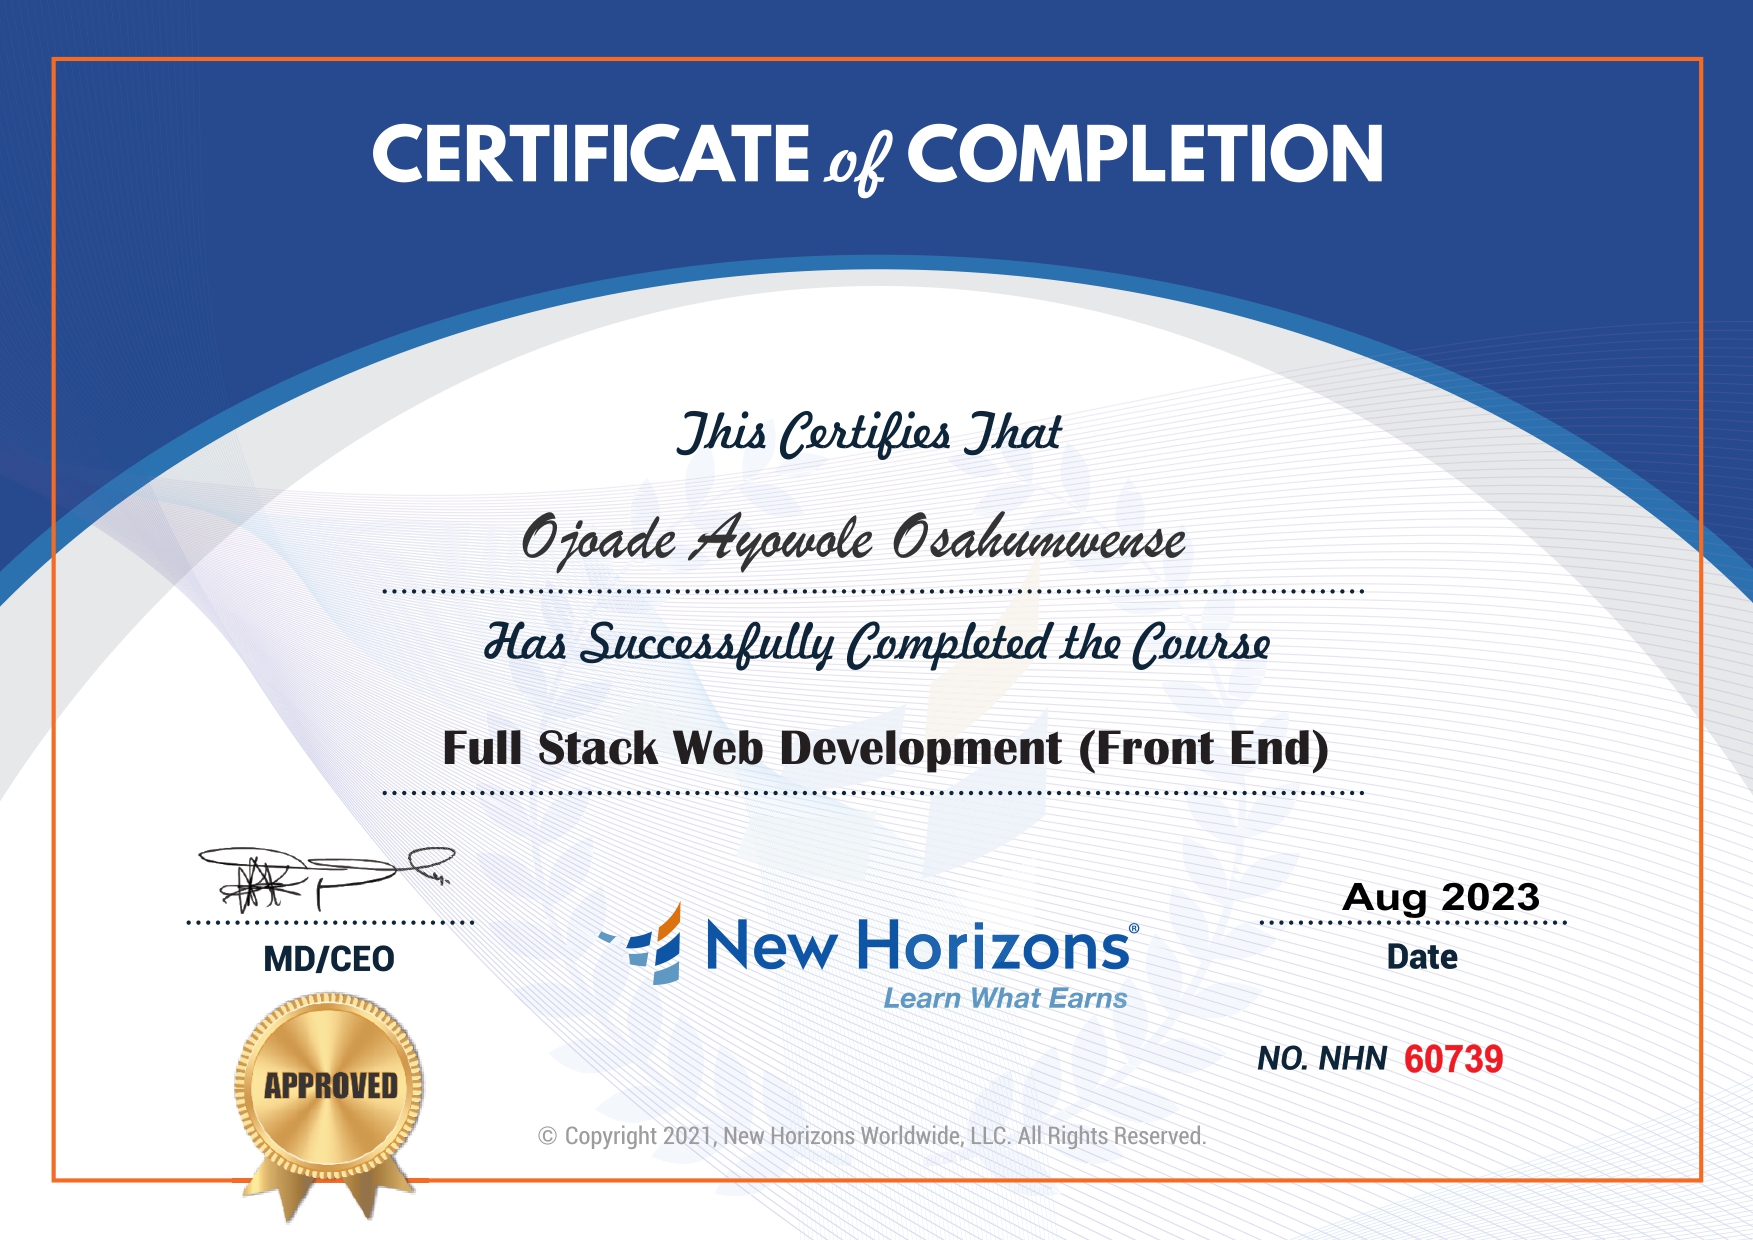 CERTIFICATE of COMPLETION
This Certifies That
Ojoade Ayowole Osahumwense
Has Successfully Completed the Course
Full Stack Web Development (Front End)
Aug 2023
MD/CEO
New Horizons®
Learn What Earns
Date
NO. NHN 60739
APPROVED
© Copyright 2021, New Horizons Worldwide, LLC. All Rights Reserved.